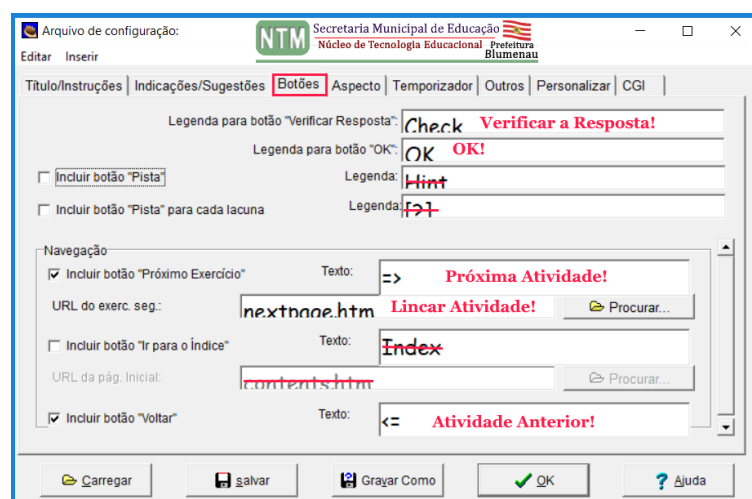 Arquivo de configuração:
NTM
Secretaria Municipal de Educação
Núcleo de Tecnologia Educacional
Prefeitura
Blumenau
Editar Inserir
Título/Instruções Indicações/Sugestões Botões Aspecto Temporizador Outros Personalizar CGI
Legenda para botão "Verificar Resposta": Check Verificar a Resposta!
Legenda para botão "OK": OK OK!
Incluir botão "Pista" Legenda: Hint
Incluir botão "Pista" para cada lacuna Legenda: [?]
Navegação
Incluir botão "Próximo Exercício" Texto: => Próxima Atividade!
URL do exerc. seg.: nextpage.htm Lincar Atividade! Procurar...
Incluir botão "Ir para o Índice" Texto: Index
URL da pág. Inicial: contents.htm Procurar...
Incluir botão "Voltar" Texto: <= Atividade Anterior!
Carregar salvar Gravar Como OK Ajuda